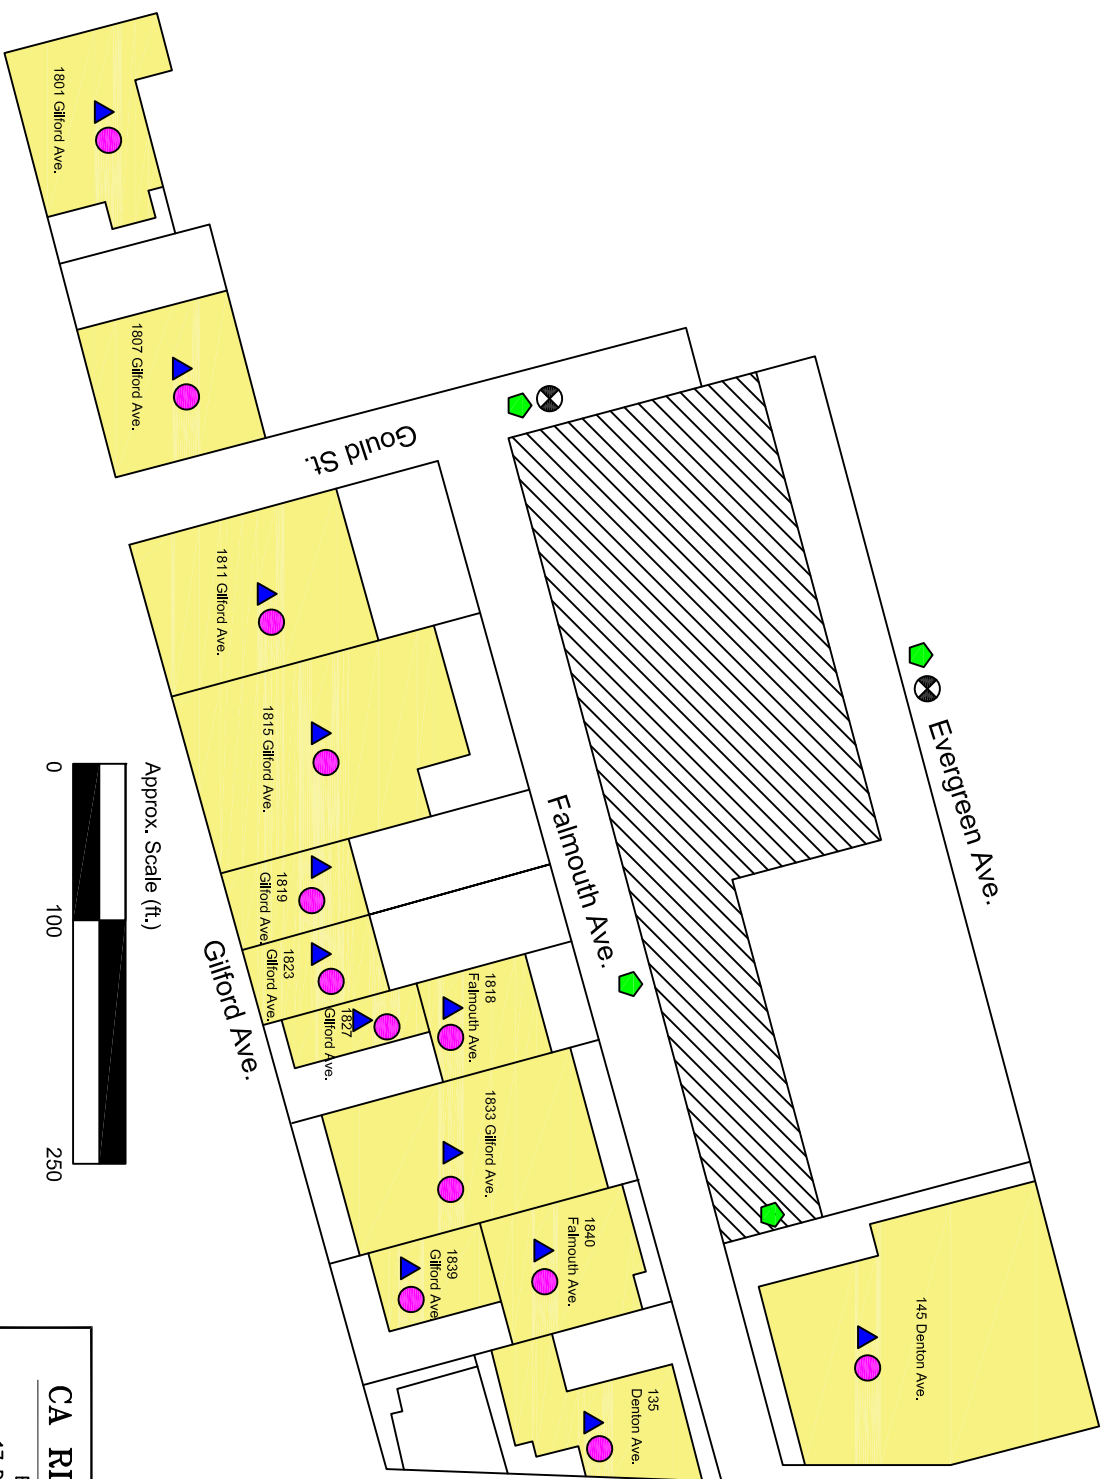 1801 Gilford Ave.
1807 Gilford Ave.
Gould St.
1811 Gilford Ave.
1815 Gilford Ave.
1819
Gilford Ave.
1823
Gilford Ave.
1827
Gilford Ave.
1818
Falmouth Ave.
1833 Gilford Ave.
1839
Gilford Ave
1840
Falmouth Ave.
135
Denton Ave.
145 Denton Ave.
Evergreen Ave.
Falmouth Ave.
Gilford Ave.
Approx. Scale (ft.)
0
100
250
CA